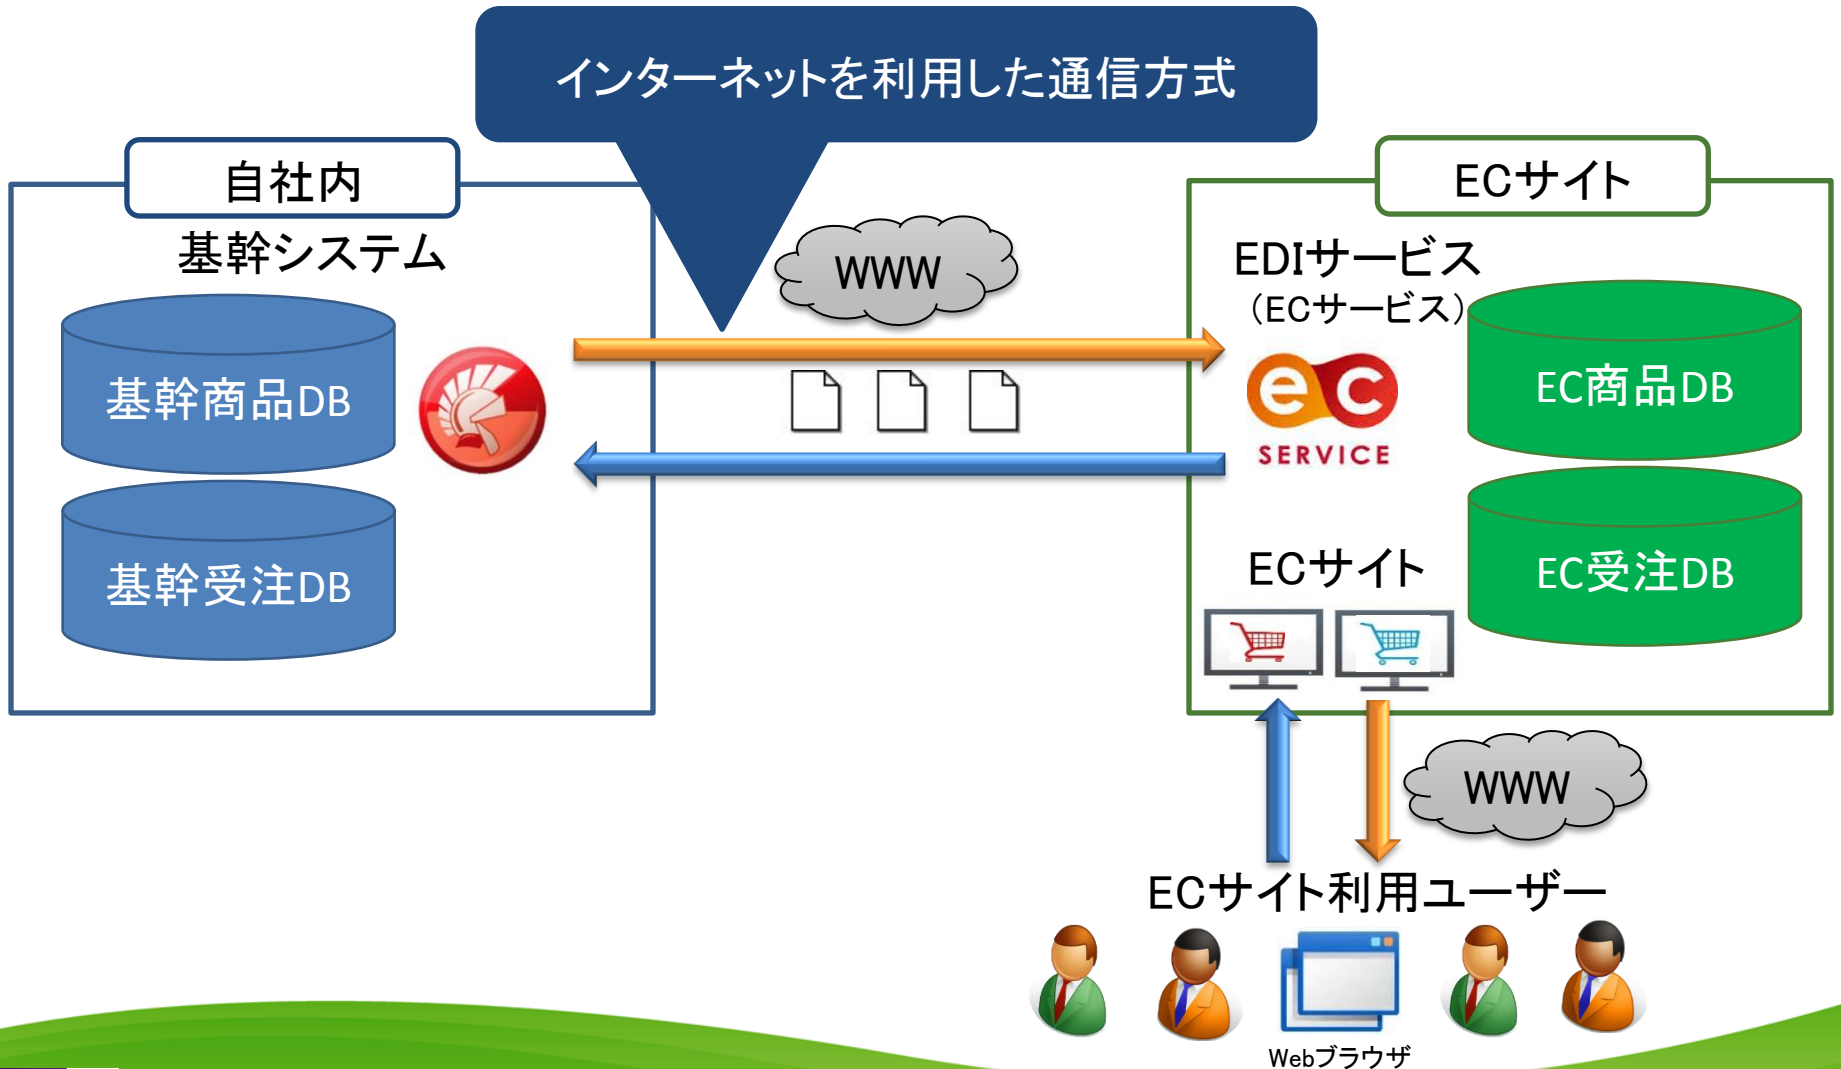 インターネットを利用した通信方式
自社内
ECサイト
基幹システム
WWW
EDIサービス
（ECサービス）
基幹商品DB
ec
SERVICE
EC商品DB
基幹受注DB
ECサイト
EC受注DB
WWW
ECサイト利用ユーザー
Webブラウザ